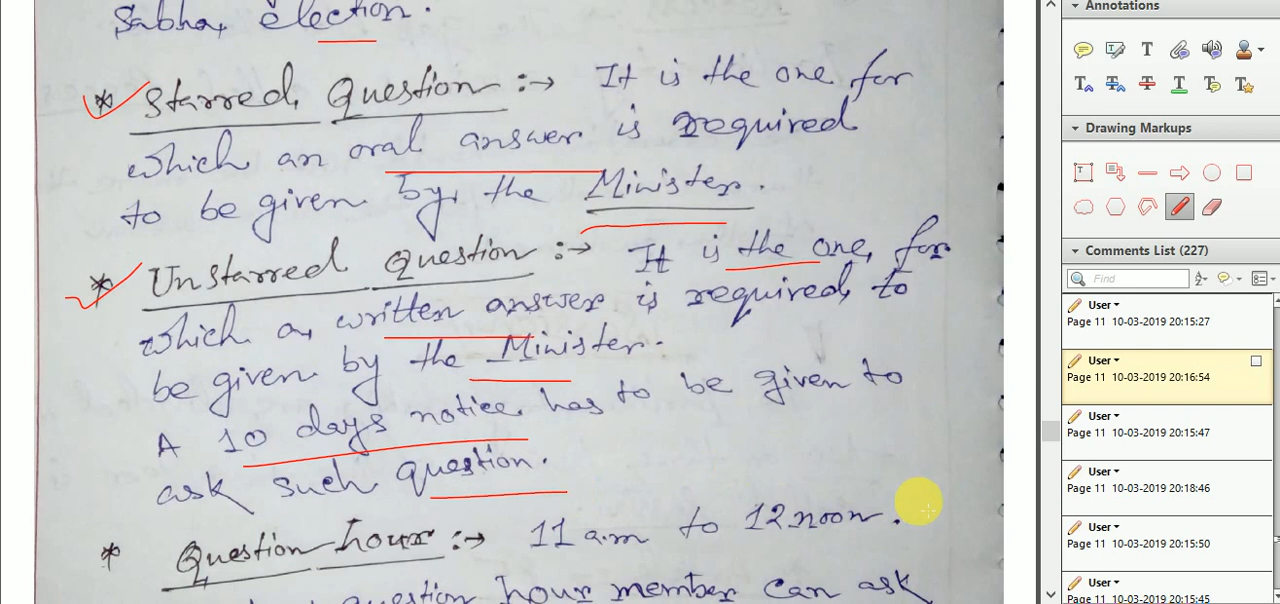 Sabha election.
* Starred Question :→ It is the one for
which an oral answer is required
to be given by the Minister.
* Unstarred Question :→ It is the one, for
which a written answer is required, to
be given by the Minister.
A 10 days notice has to be given to
ask such question.
* Question hour :→ 11 a.m to 12 noon.
question hour member can ask
Annotations
T
T T T T T T
Drawing Markups
T
Comments List (227)
Find
User
Page 11 10-03-2019 20:15:27
User
Page 11 10-03-2019 20:16:54
User
Page 11 10-03-2019 20:15:47
User
Page 11 10-03-2019 20:18:46
User
Page 11 10-03-2019 20:15:50
User
Page 11 10-03-2019 20:15:45